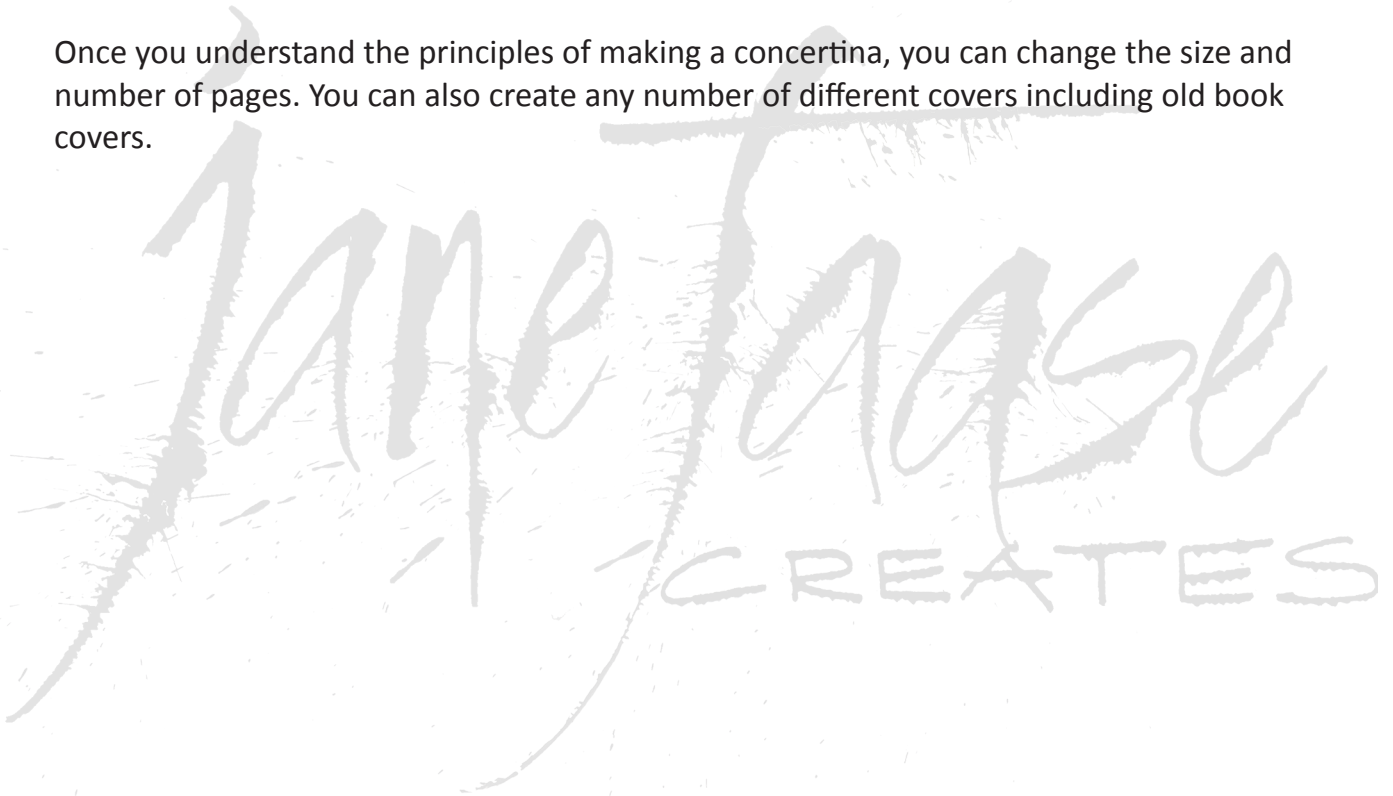 Once you understand the principles of making a concertina, you can change the size and
number of pages. You can also create any number of different covers including old book
covers.
Jane Taase
CREATES